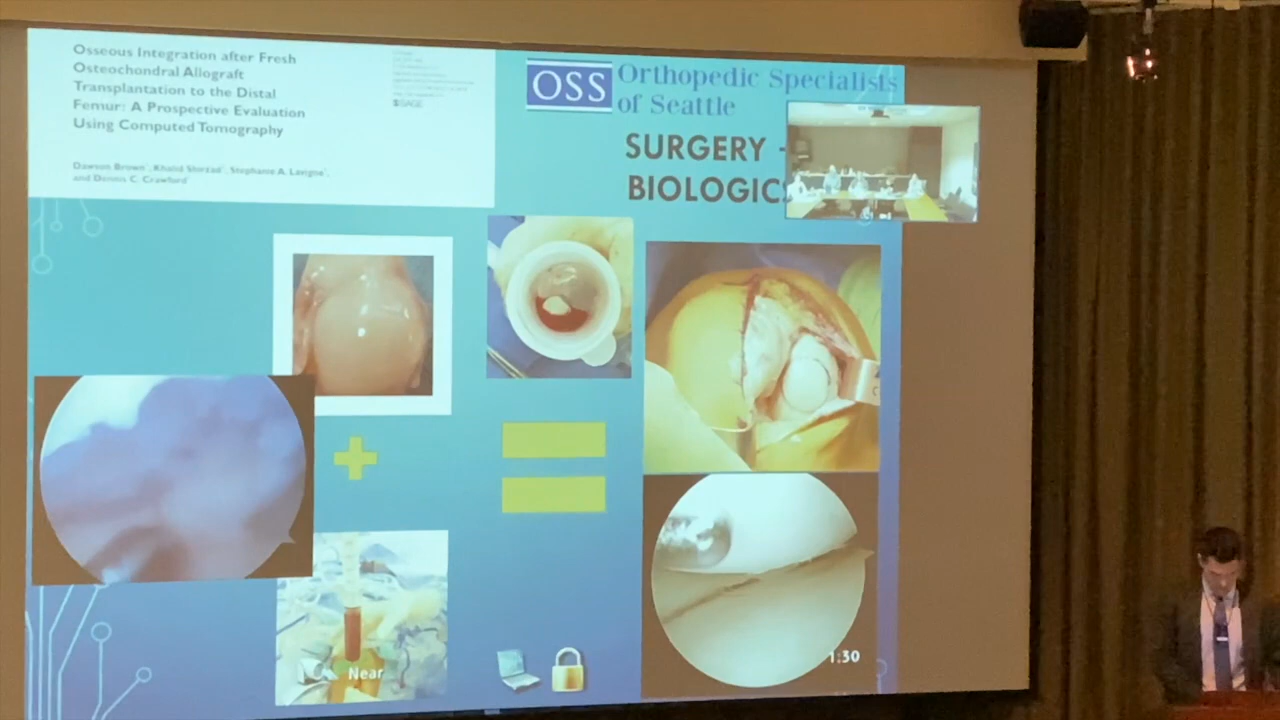 Osseous Integration after Fresh
Osteochondral Allograft
Transplantation to the Distal
Femur: A Prospective Evaluation
Using Computed Tomography
Dawson Brown, Khalid Shirzad, Stephanie A. Lavigne,
and Dennis C. Crawford
SAGE
OSS
Orthopedic Specialists
of Seattle
SURGERY -
BIOLOGICS
Near
1:30